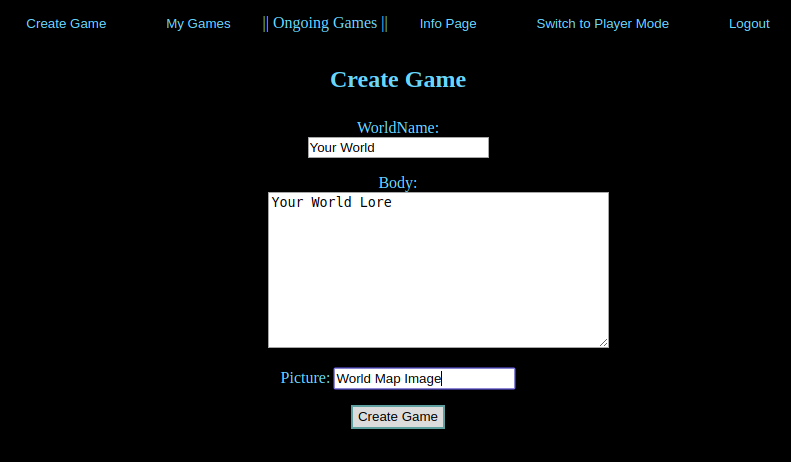 Create Game My Games || Ongoing Games || Info Page Switch to Player Mode Logout
Create Game
WorldName:
Your World
Body:
Your World Lore
Picture: World Map Image
Create Game